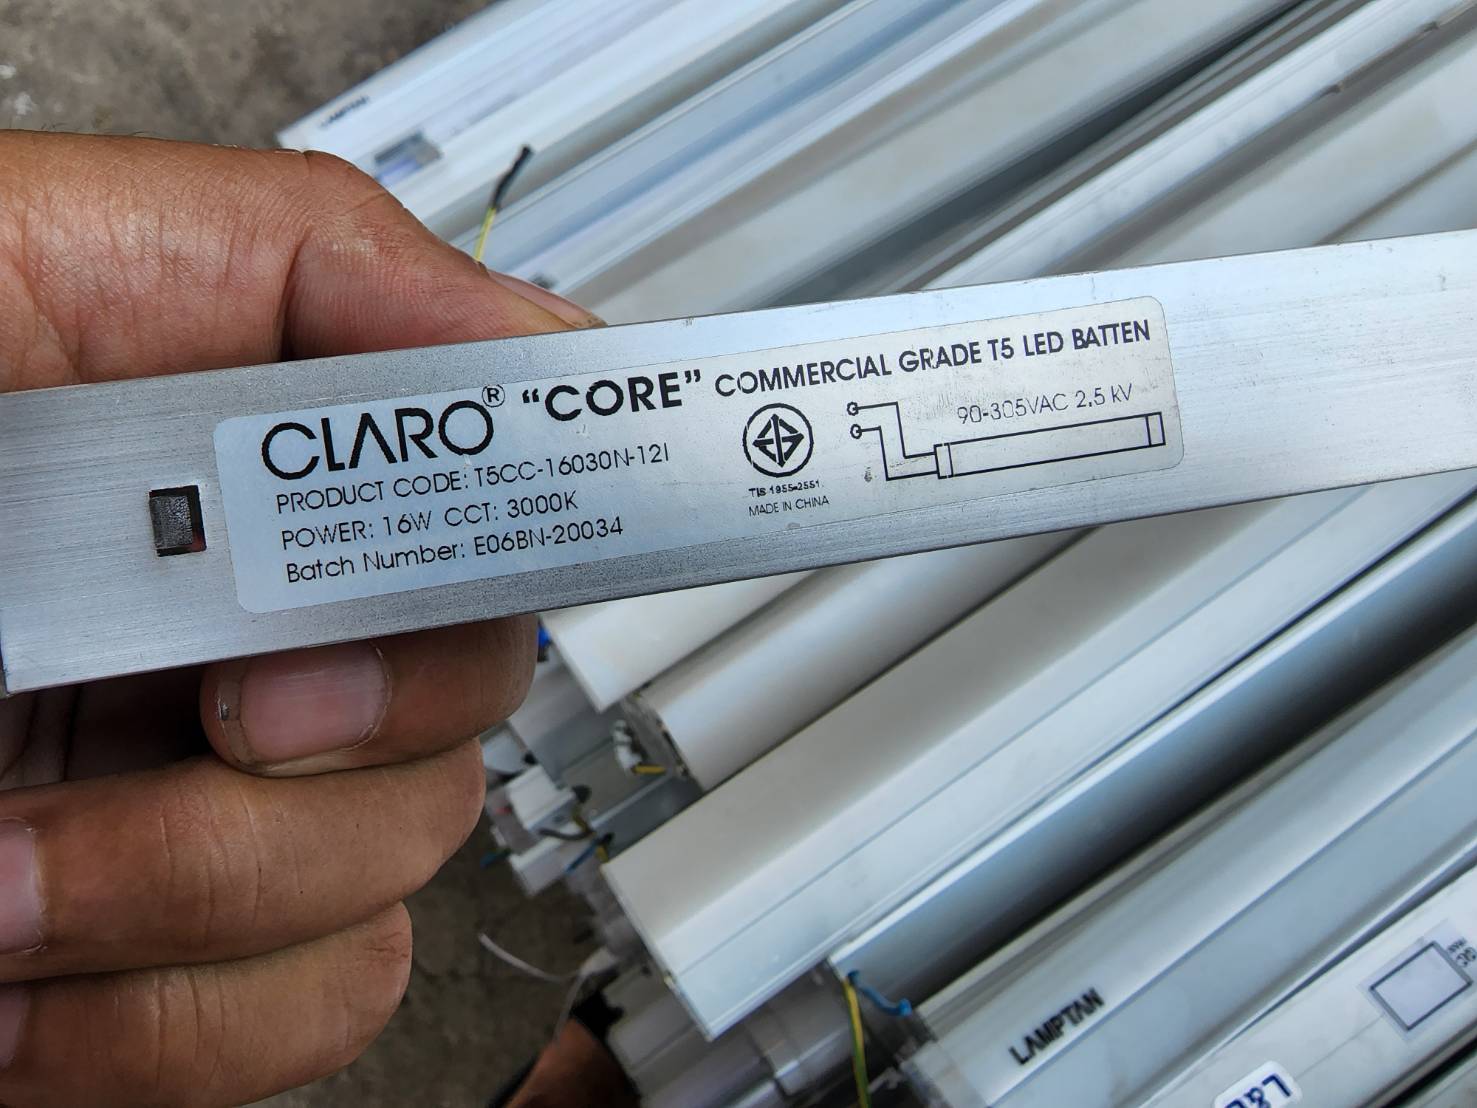 CLARO® “CORE” COMMERCIAL GRADE T5 LED BATTEN
PRODUCT CODE: T5CC-16030N-12I
POWER: 16W CCT: 3000K
Batch Number: E06BN-20034
TIS 1955-2551
MADE IN CHINA
90-305VAC 2.5 kV
LAMPTAN
LAMPTAN